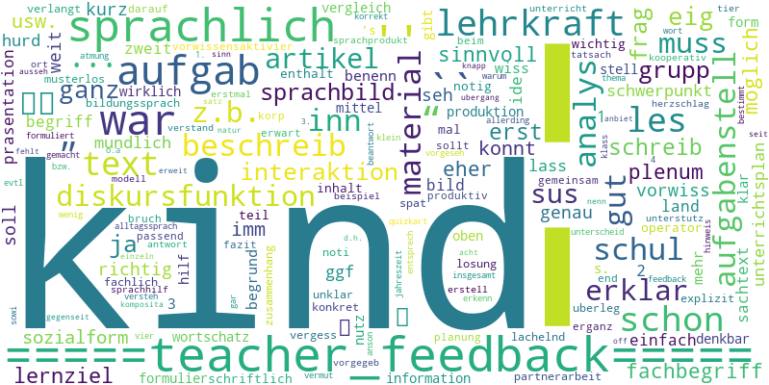 usw.
verlangt
kurz
darauf
vergleich
korrekt
's
gibt
unterricht
wort
tier
form
sprachlich
' '
lehrkraft
frag
eig
zweit
vorwissensaktivier
sprachprodukt
beim
kooperativ
hurd
weit
...
aufgab
artikel
sinnvoll
wichtig
tatsach
muss
möglich
ort
atmung
1.
sinn
enthalt
benenn
knapp
warum
ausseh
musterlos
wirklich
erstmal
material
ubergang
wiss
stell
grupp
thema
prasentation
ganz
bildungssprach
sprachbild
seh
notig
idee
schwerpunkt
satz
korp
mittel
produktion
analys
herzschlag
begriff
war
z.b.
inn
“
erst
allerding
les
bestimmt
formuliert
verstand
natur
erwart
mal
anbiet
seit
fehlt
”
mundlich
beschreib
beantwort
klein
sollt
konnt
klass
schreib
aufgabenstell
gemacht
o.a
vorgeseh
text
interaktion
eher
lass
plenum
bzw.
modell
erweit
inhalt
bild
produktiv
gemeinsam
vorwiss
klar
diskursfunktion
beispiel
spat
sus
genau
gut
nenn
land
unterstutz
unterrichtsplan
wenig
teil
quizkart
soll
evtl
bruch
imm
alltagssprach
oben
unterscheid
operator
kind
!
ja
passend
fazit
zusammenhang
d.h.
entsprech
acht
schul
mehr
hinweis
sachtext
antwort
insgesamt
richtig
einzeln
hilf
noti
jahreszeit
losung
2
s.
fachlich
sprachhilf
begrund
ggf
erstell
erklar
end
feedback
versteh
gar
unklar
erkenn
uberleg
explizit
sowi
komposita
3
konkret
nutz
schon
gegenseit
erganz
off
sozialform
vier
wortschatz
vergess
anson
planung
lachelnd
einfach
denkbar
=====teacher_feedback=====
lernziel
formulier
schriftlich
vermut
vorgegeb
information
partnerarbeit
fachbegriff